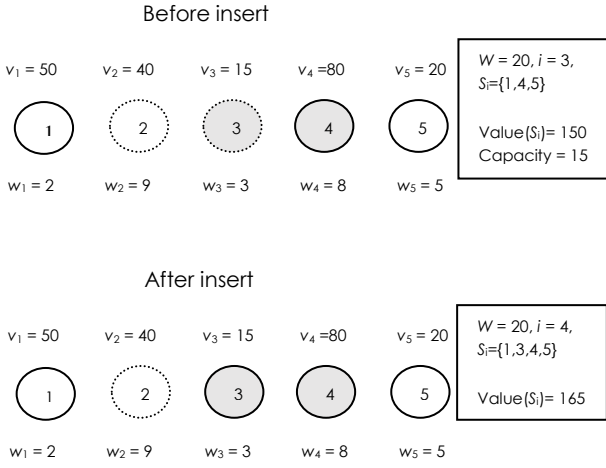 Before insert
v₁ = 50 v₂ = 40 v₃ = 15 v₄ =80 v₅ = 20
1 2 3 4 5
w₁ = 2 w₂ = 9 w₃ = 3 w₄ = 8 w₅ = 5
W = 20, i = 3,
Sᵢ={1,4,5}
Value(Sᵢ)= 150
Capacity = 15
After insert
v₁ = 50 v₂ = 40 v₃ = 15 v₄ =80 v₅ = 20
1 2 3 4 5
w₁ = 2 w₂ = 9 w₃ = 3 w₄ = 8 w₅ = 5
W = 20, i = 4,
Sᵢ={1,3,4,5}
Value(Sᵢ)= 165